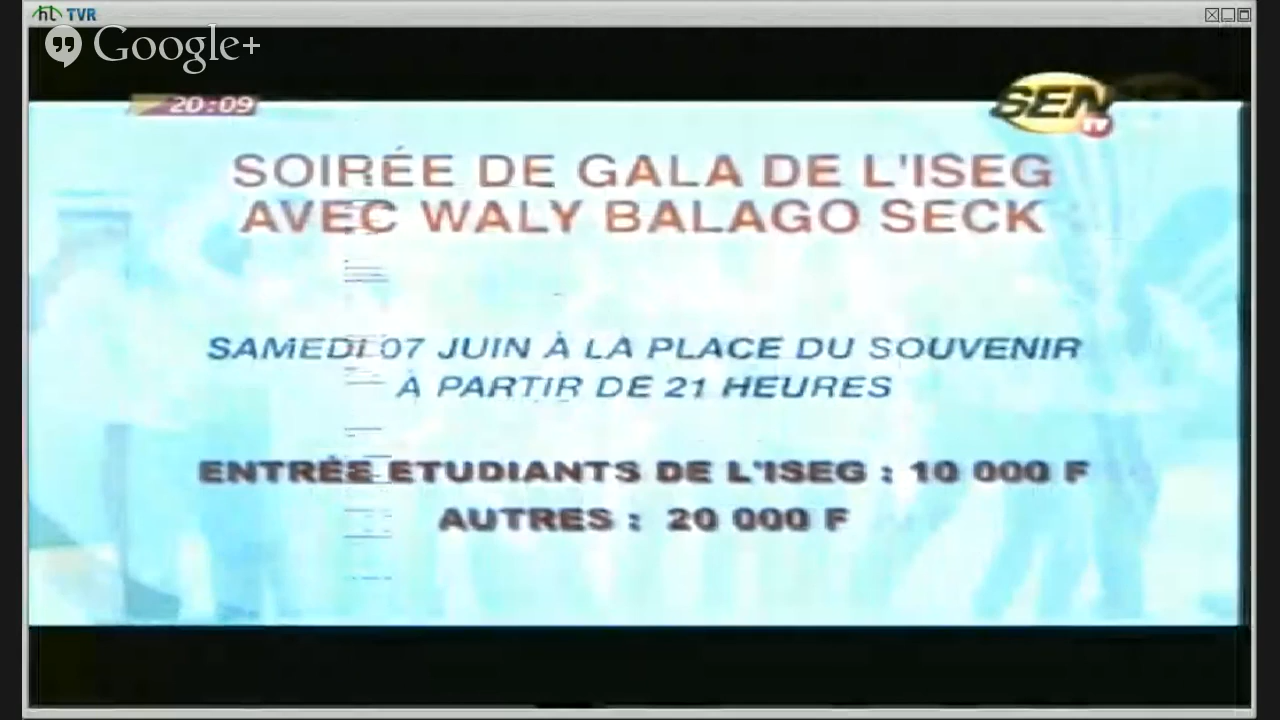 ht TVR
Google+
20:09
SEN
TV
SOIRÉE DE GALA DE L'ISEG
AVEC WALY BALAGO SECK
SAMEDI 07 JUIN À LA PLACE DU SOUVENIR
À PARTIR DE 21 HEURES
ENTRÉE ETUDIANTS DE L'ISEG : 10 000 F
AUTRES : 20 000 F